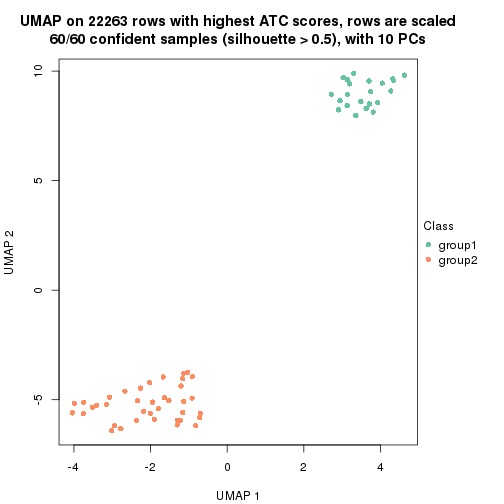 UMAP on 22263 rows with highest ATC scores, rows are scaled
60/60 confident samples (silhouette > 0.5), with 10 PCs
10
5
0
-5
UMAP 2
-4
-2
0
2
4
UMAP 1
Class
group1
group2